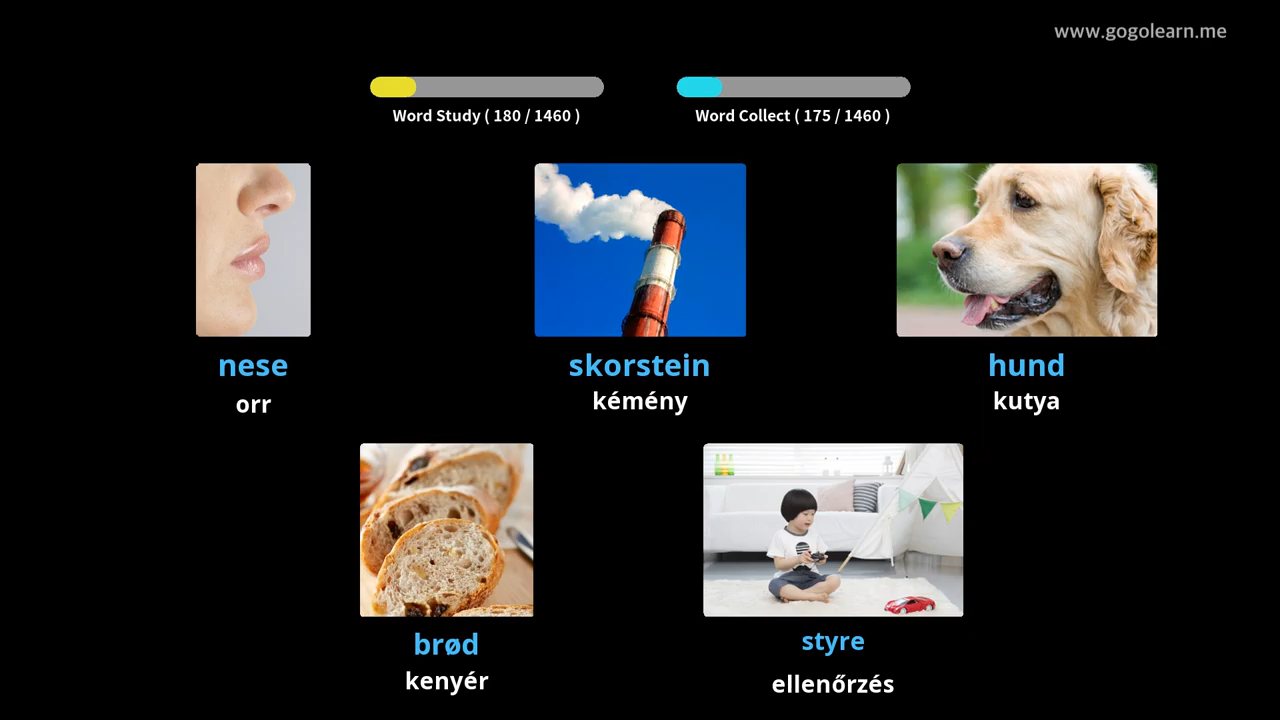 www.gogolearn.me
Word Study ( 180 / 1460 )
Word Collect ( 175 / 1460 )
nese
orr
skorstein
kémény
hund
kutya
brød
kenyér
styre
ellenőrzés